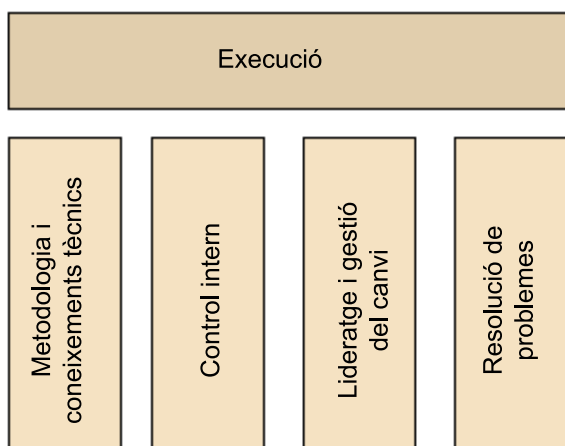 Execució
Metodologia i
coneixements tècnics
Control intern
Lideratge i gestió
del canvi
Resolució de
problemes